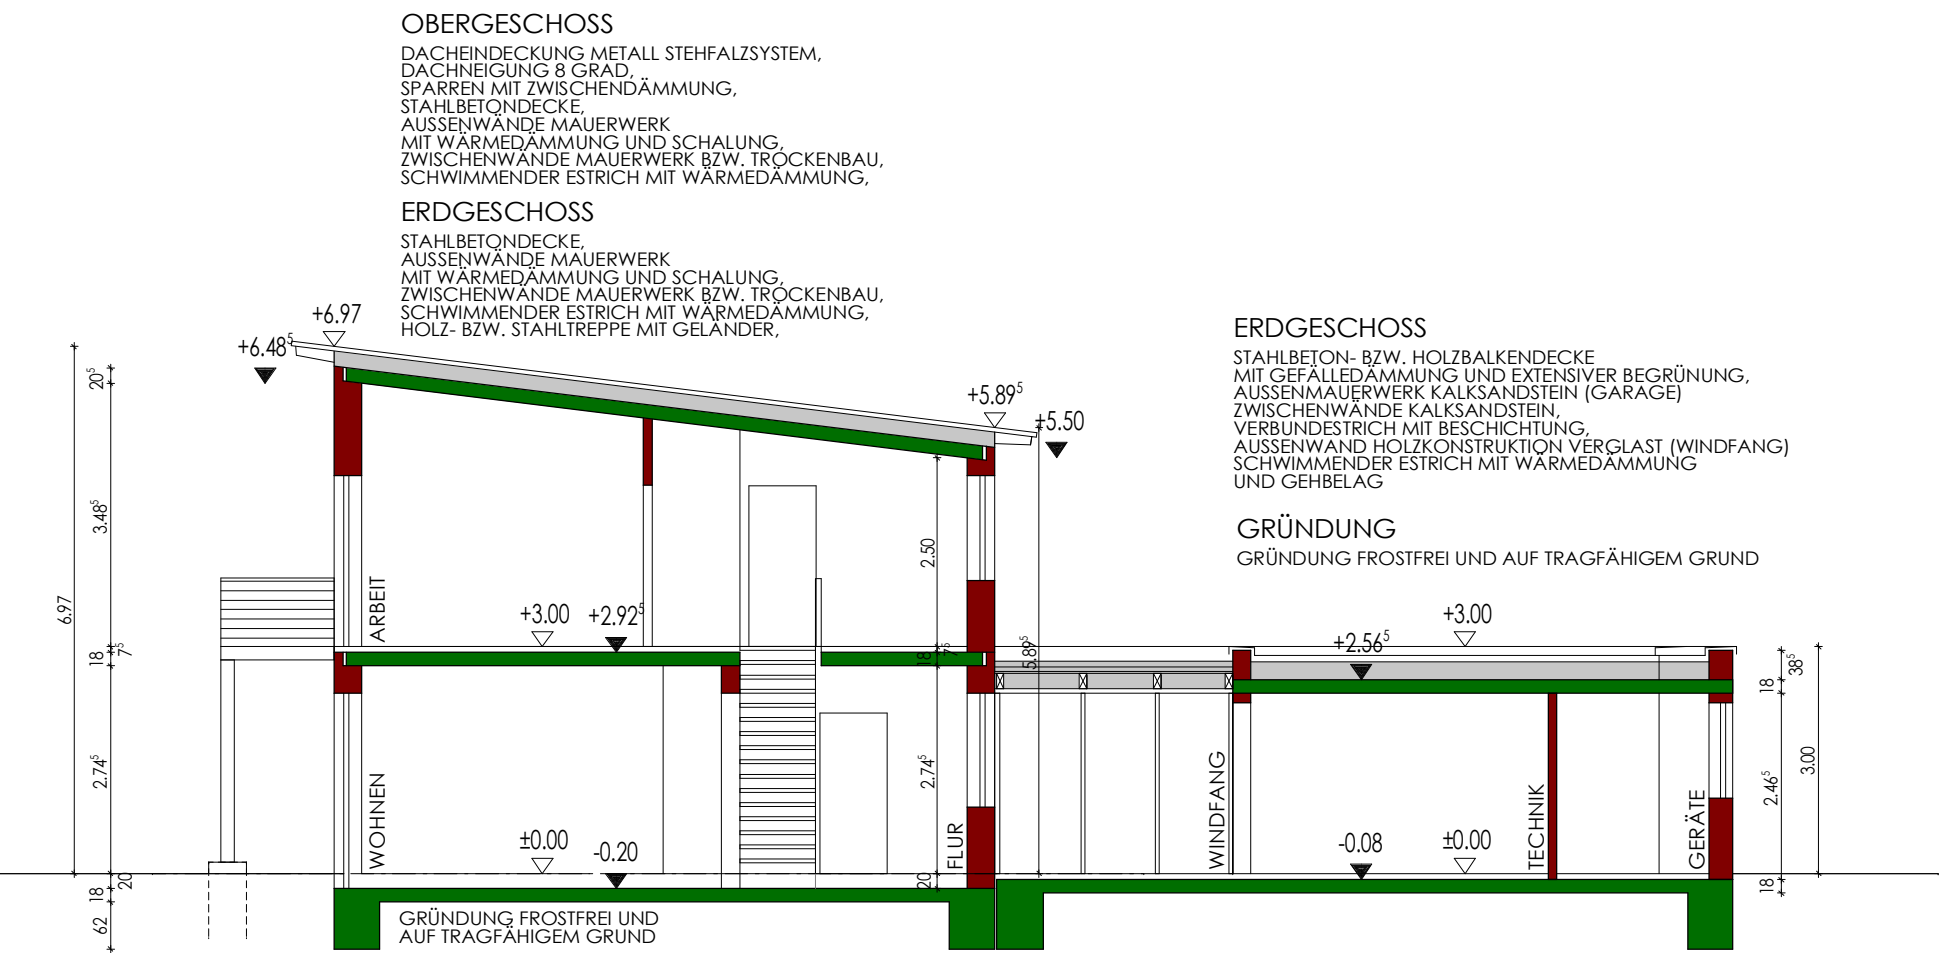 OBERGESCHOSS
DACHEINDECKUNG METALL STEHFALZSYSTEM,
DACHNEIGUNG 8 GRAD,
SPARREN MIT ZWISCHENDÄMMUNG,
STAHLBETONDECKE,
AUSSENWÄNDE MAUERWERK
MIT WÄRMEDÄMMUNG UND SCHALUNG,
ZWISCHENWÄNDE MAUERWERK BZW. TROCKENBAU,
SCHWIMMENDER ESTRICH MIT WÄRMEDÄMMUNG,
ERDGESCHOSS
STAHLBETONDECKE,
AUSSENWÄNDE MAUERWERK
MIT WÄRMEDÄMMUNG UND SCHALUNG,
ZWISCHENWÄNDE MAUERWERK BZW. TROCKENBAU,
SCHWIMMENDER ESTRICH MIT WÄRMEDÄMMUNG,
HOLZ- BZW. STAHLTREPPE MIT GELÄNDER,
ERDGESCHOSS
STAHLBETON- BZW. HOLZBALKENDECKE
MIT GEFÄLLEDÄMMUNG UND EXTENSIVER BEGRÜNUNG,
AUSSENMAUERWERK KALKSANDSTEIN (GARAGE)
ZWISCHENWÄNDE KALKSANDSTEIN,
VERBUNDESTRICH MIT BESCHICHTUNG,
AUSSENWAND HOLZKONSTRUKTION VERGLAST (WINDFANG)
SCHWIMMENDER ESTRICH MIT WÄRMEDÄMMUNG
UND GEHBELAG
GRÜNDUNG
GRÜNDUNG FROSTFREI UND AUF TRAGFÄHIGEM GRUND
+6.97
+6.48⁵
+5.89⁵
+5.50
6.97
20⁵
3.48⁵
7⁵
18
2.74⁵
20
18
62
ARBEIT
+3.00
+2.92⁵
2.50
7⁵
18
5.89⁵
2.74⁵
20
WOHNEN
±0.00
-0.20
FLUR
GRÜNDUNG FROSTFREI UND
AUF TRAGFÄHIGEM GRUND
+3.00
+2.56⁵
WINDFANG
-0.08
±0.00
TECHNIK
GERÄTE
38⁵
18
2.46⁵
3.00
18